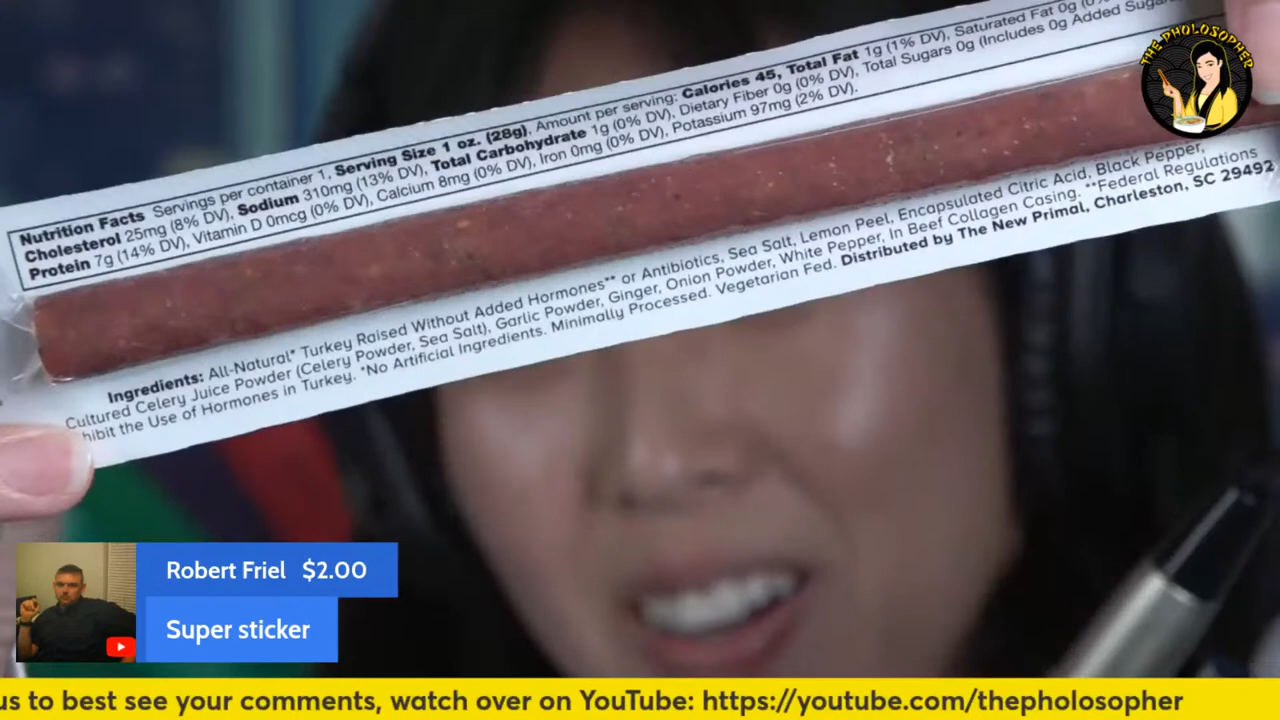 THE PHOLOSOPHER
Nutrition Facts Servings per container 1, Serving Size 1 oz. (28g), Amount per serving: Calories 45, Total Fat 1g (1% DV), Saturated Fat 0g (0%
Cholesterol 25mg (8% DV), Sodium 310mg (13% DV), Total Carbohydrate 1g (0% DV), Dietary Fiber 0g (0% DV), Total Sugars 0g (Includes 0g Added
Protein 7g (14% DV), Vitamin D 0mcg (0% DV), Calcium 8mg (0% DV), Iron 0mg (0% DV), Potassium 97mg (2% DV).
Ingredients: All-Natural* Turkey Raised Without Added Hormones** or Antibiotics, Sea Salt, Lemon Peel, Encapsulated Citric Acid, Black Pepper,
Cultured Celery Juice Powder (Celery Powder, Sea Salt), Garlic Powder, Ginger, Onion Powder, White Pepper, In Beef Collagen Casing. **Federal Regulations
hibit the Use of Hormones in Turkey. *No Artificial Ingredients. Minimally Processed. Vegetarian Fed. Distributed by The New Primal, Charleston, SC 29492
Robert Friel $2.00
Super sticker
us to best see your comments, watch over on YouTube: https://youtube.com/thepholosopher